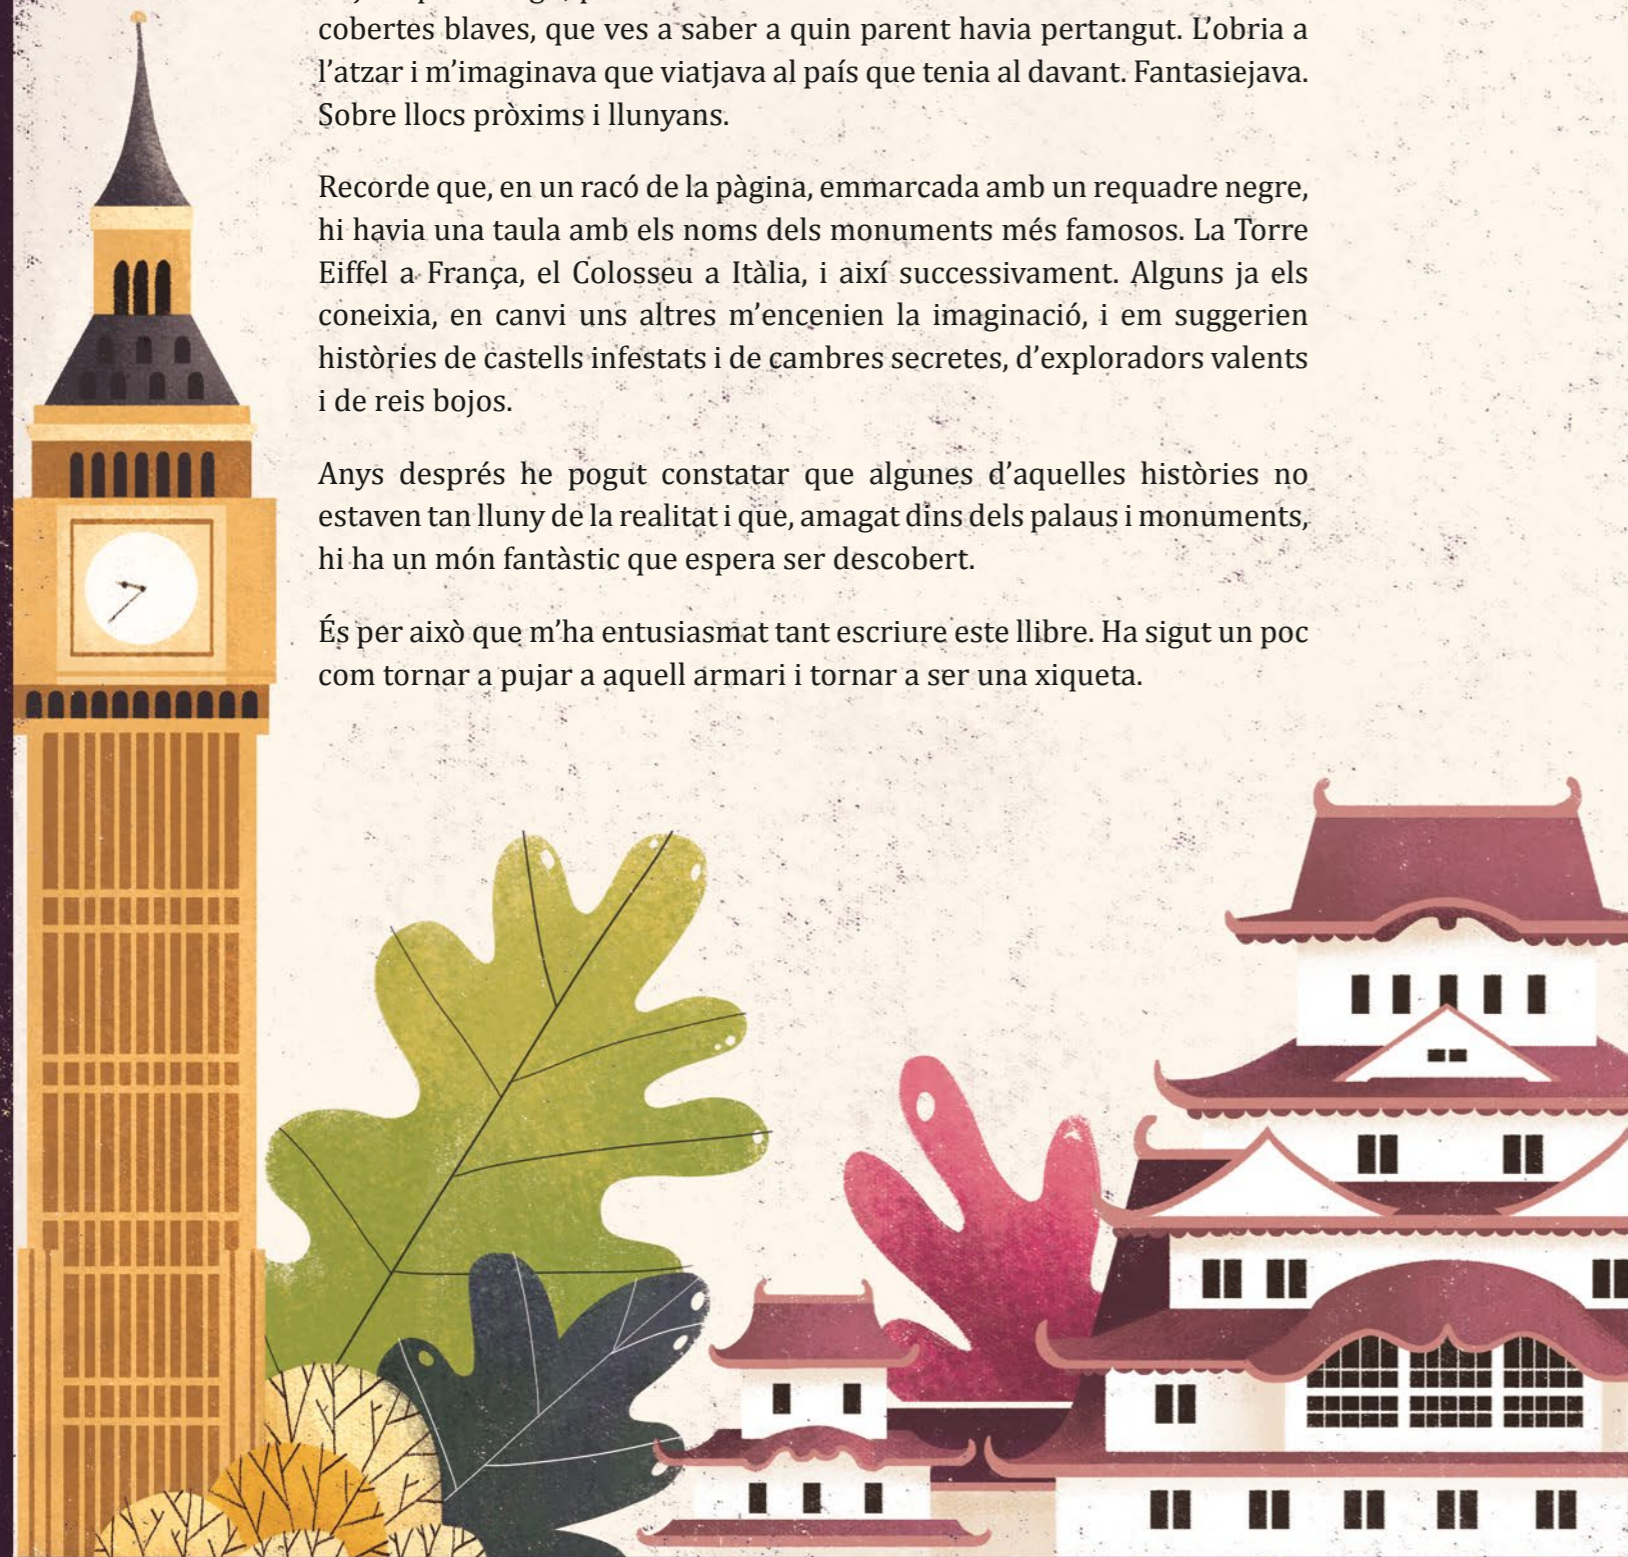 cobertes blaves, que ves a saber a quin parent havia pertangut. L’obria a
l’atzar i m’imaginava que viatjava al país que tenia al davant. Fantasiejava.
Sobre llocs pròxims i llunyans.
Recorde que, en un racó de la pàgina, emmarcada amb un requadre negre,
hi havia una taula amb els noms dels monuments més famosos. La Torre
Eiffel a França, el Colosseu a Itàlia, i així successivament. Alguns ja els
coneixia, en canvi uns altres m’encenien la imaginació, i em suggerien
històries de castells infestats i de cambres secretes, d’exploradors valents
i de reis bojos.
Anys després he pogut constatar que algunes d’aquelles històries no
estaven tan lluny de la realitat i que, amagat dins dels palaus i monuments,
hi ha un món fantàstic que espera ser descobert.
És per això que m’ha entusiasmat tant escriure este llibre. Ha sigut un poc
com tornar a pujar a aquell armari i tornar a ser una xiqueta.